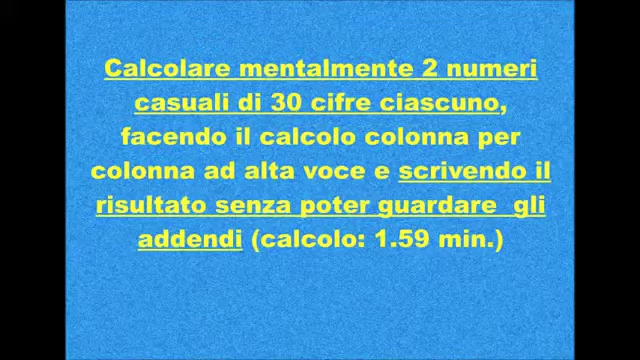 Calcolare mentalmente 2 numeri
casuali di 30 cifre ciascuno,
facendo il calcolo colonna per
colonna ad alta voce e scrivendo il
risultato senza poter guardare  gli
addendi (calcolo: 1.59 min.)